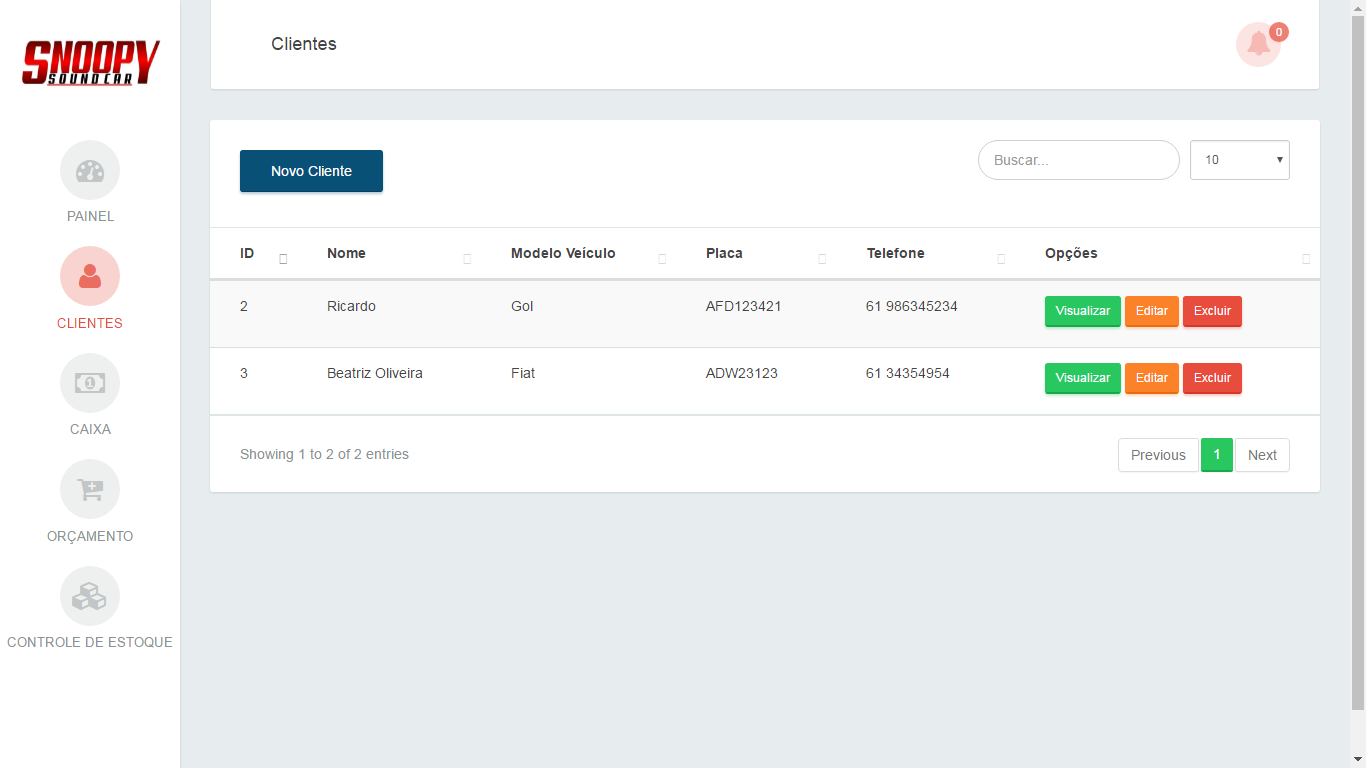 SNOOPY
SOUND CAR
Clientes
0
PAINEL
CLIENTES
1
CAIXA
ORÇAMENTO
CONTROLE DE ESTOQUE
Novo Cliente
Buscar...
10
ID Nome Modelo Veículo Placa Telefone Opções
2 Ricardo Gol AFD123421 61 986345234 Visualizar Editar Excluir
3 Beatriz Oliveira Fiat ADW23123 61 34354954 Visualizar Editar Excluir
Showing 1 to 2 of 2 entries
Previous 1 Next